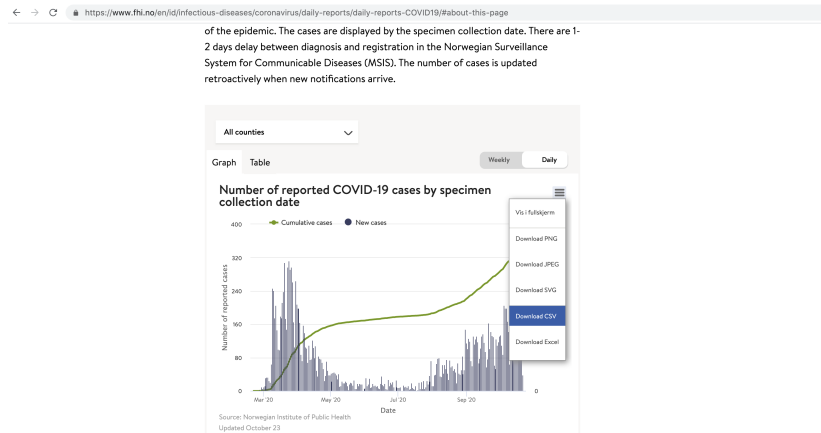 https://www.fhi.no/en/id/infectious-diseases/coronavirus/daily-reports/daily-reports-COVID19/#about-this-page
of the epidemic. The cases are displayed by the specimen collection date. There are 1-
2 days delay between diagnosis and registration in the Norwegian Surveillance
System for Communicable Diseases (MSIS). The number of cases is updated
retroactively when new notifications arrive.
All counties
Graph Table
Weekly Daily
Number of reported COVID-19 cases by specimen
collection date
Vis i fullskjerm
Download PNG
Download JPEG
Download SVG
Download CSV
Download Excel
Cumulative cases New cases
Number of reported cases
400
320
240
160
80
0
0
Mar '20 May '20 Jul '20 Sep '20
Date
Source: Norwegian Institute of Public Health
Updated October 23